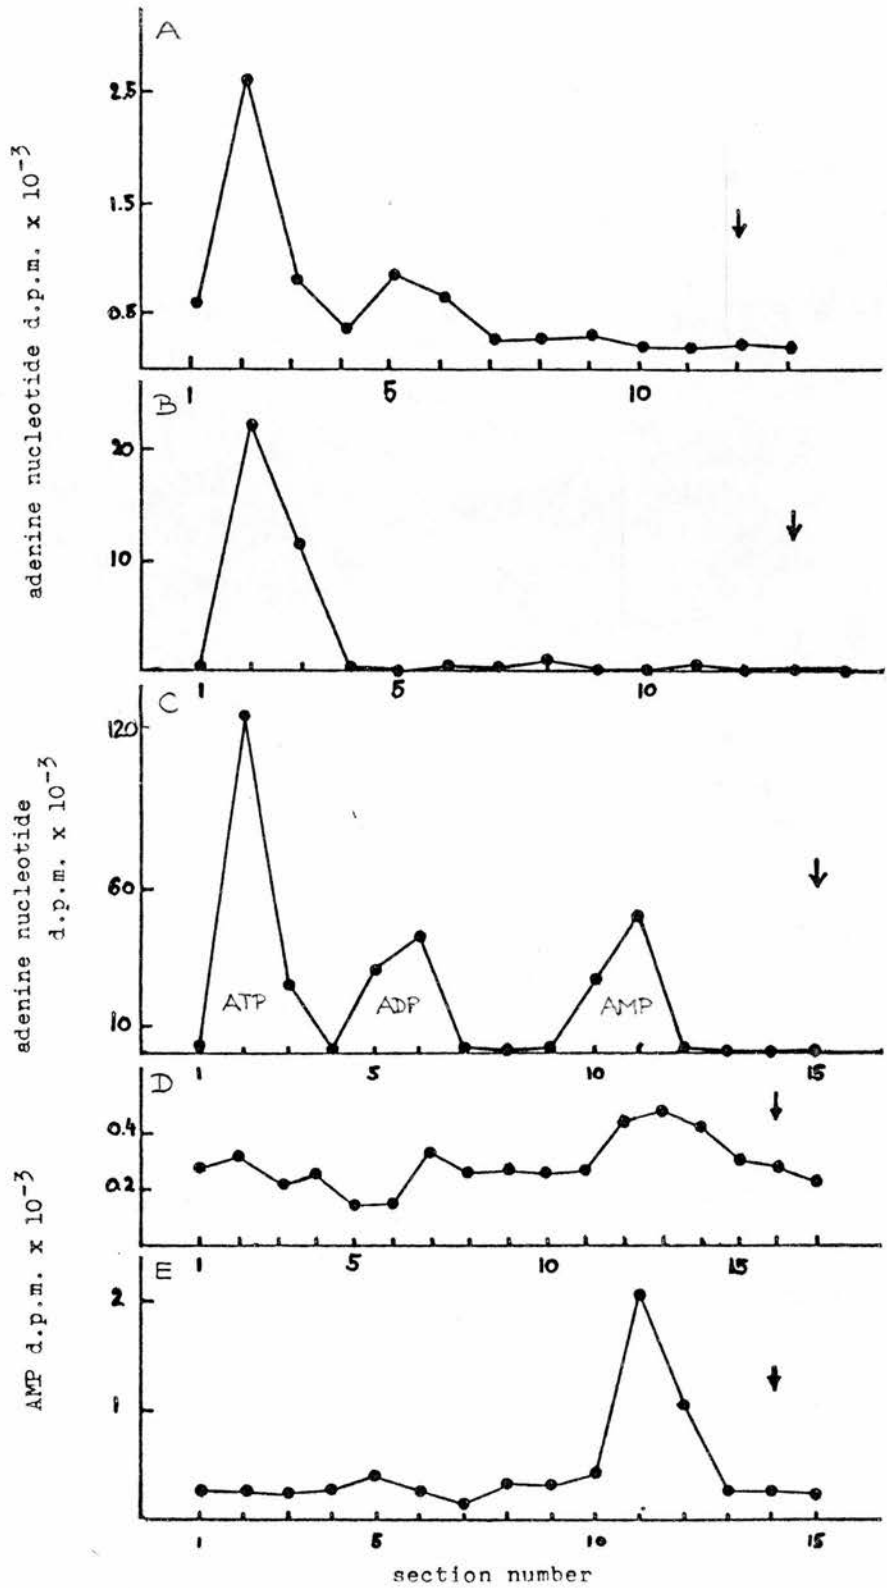 A
2.5
1.5
0.5
adenine nucleotide d.p.m. x 10⁻³
1 5 10
B
20
10
1 5 10
C
120
60
10
adenine nucleotide
d.p.m. x 10⁻³
ATP ADP AMP
1 5 10 15
D
0.4
0.2
1 5 10 15
E
2
1
AMP d.p.m. x 10⁻³
1 5 10 15
section number